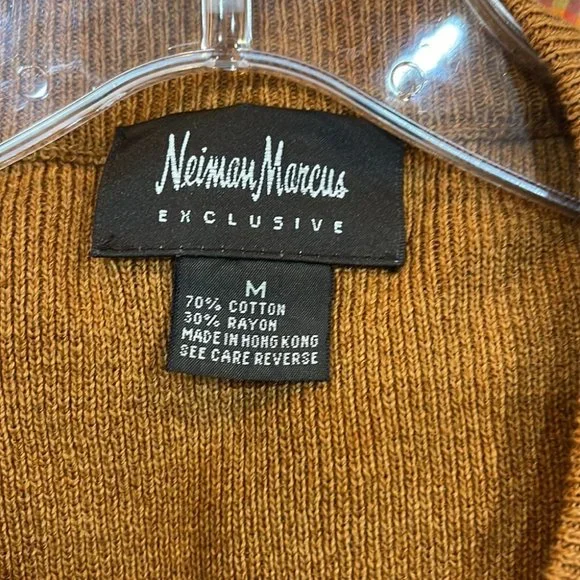 Neiman Marcus
EXCLUSIVE
M
70% COTTON
30% RAYON
MADE IN HONG KONG
SEE CARE REVERSE